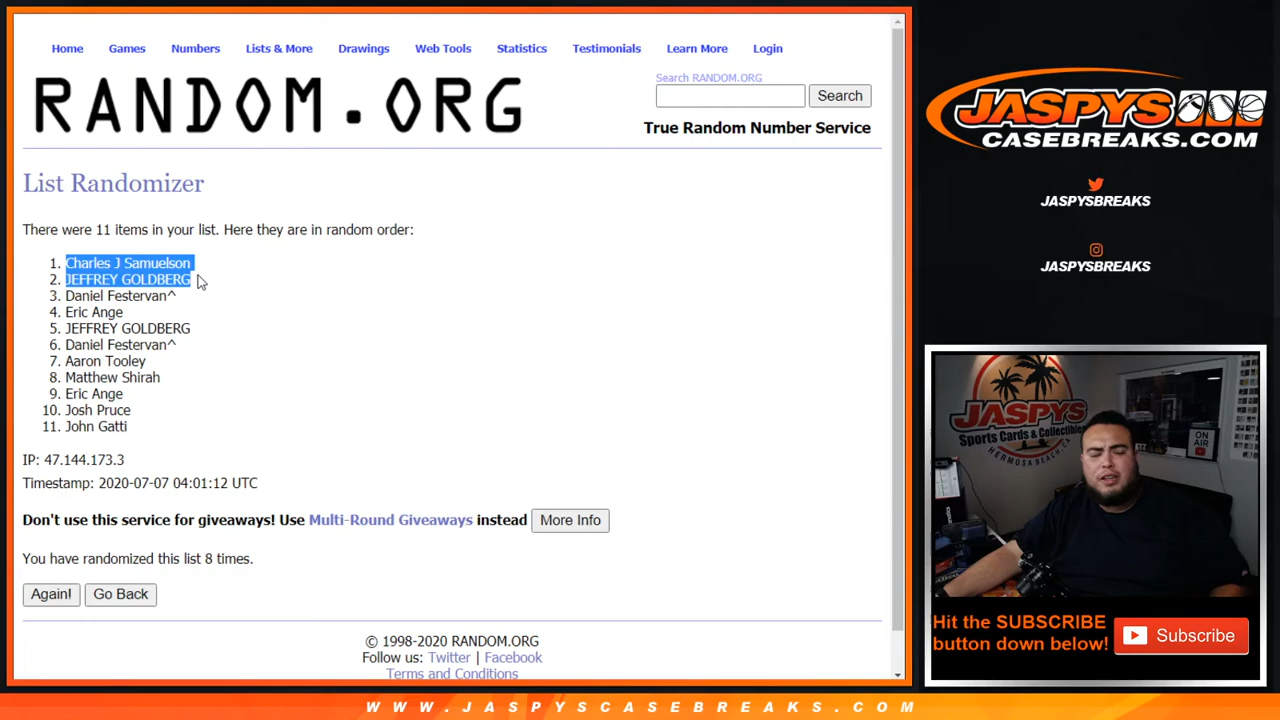 Home Games Numbers Lists & More Drawings Web Tools Statistics Testimonials Learn More Login
RANDOM.ORG
Search RANDOM.ORG
Search
True Random Number Service
List Randomizer
There were 11 items in your list. Here they are in random order:
1. Charles J Samuelson
2. JEFFREY GOLDBERG
3. Daniel Festervan^
4. Eric Ange
5. JEFFREY GOLDBERG
6. Daniel Festervan^
7. Aaron Tooley
8. Matthew Shirah
9. Eric Ange
10. Josh Pruce
11. John Gatti
IP: 47.144.173.3
Timestamp: 2020-07-07 04:01:12 UTC
Don't use this service for giveaways! Use Multi-Round Giveaways instead More Info
You have randomized this list 8 times.
Again! Go Back
© 1998-2020 RANDOM.ORG
Follow us: Twitter | Facebook
Terms and Conditions
JASPYS
CASEBREAKS.COM
JASPYSBREAKS
JASPYSBREAKS
JASPYS
Sports Cards & Collectibles
HERMOSA BEACH, CA
ON AIR
Hit the SUBSCRIBE
button down below!
Subscribe
WWW.JASPYSCASEBREAKS.COM